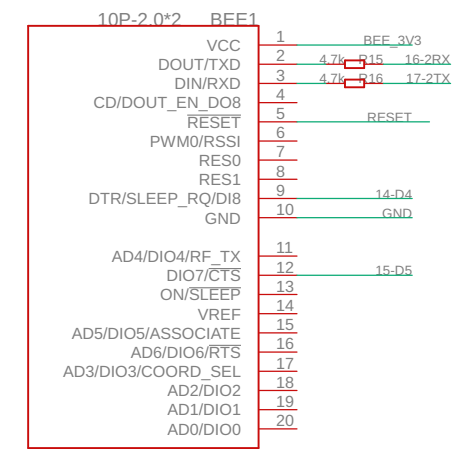 10P-2.0*2 BEE1
VCC 1 BEE_3V3
DOUT/TXD 2 4.7k R15 16-2RX
DIN/RXD 3 4.7k R16 17-2TX
CD/DOUT_EN_DO8 4
RESET 5 RESET
PWM0/RSSI 6
RES0 7
RES1 8
DTR/SLEEP_RQ/DI8 9 14-D4
GND 10 GND
AD4/DIO4/RF_TX 11
DIO7/CTS 12 15-D5
ON/SLEEP 13
VREF 14
AD5/DIO5/ASSOCIATE 15
AD6/DIO6/RTS 16
AD3/DIO3/COORD_SEL 17
AD2/DIO2 18
AD1/DIO1 19
AD0/DIO0 20